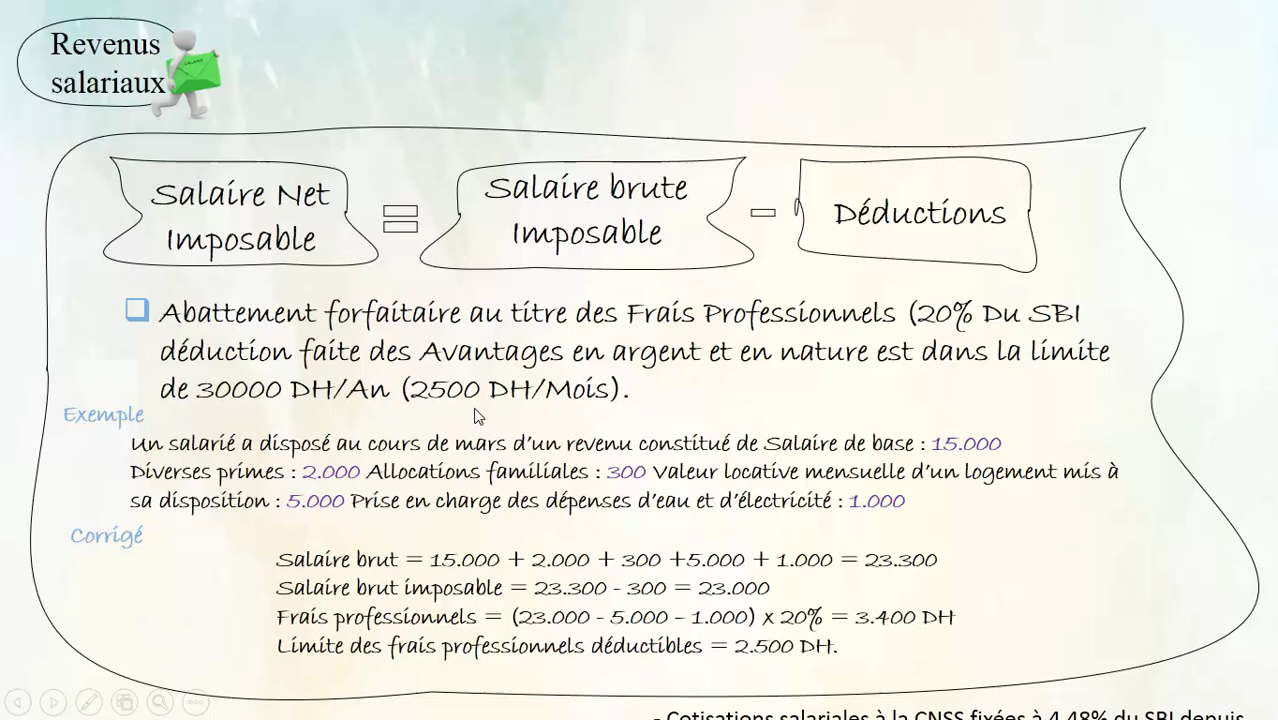 Revenus
salariaux
Salaire Net
Imposable
=
Salaire brute
Imposable
-
Déductions
Abattement forfaitaire au titre des Frais Professionnels (20% Du SBI
déduction faite des Avantages en argent et en nature est dans la limite
de 30000 DH/An (2500 DH/Mois).
Exemple
Un salarié a disposé au cours de mars d'un revenu constitué de Salaire de base : 15.000
Diverses primes : 2.000 Allocations familiales : 300 Valeur locative mensuelle d'un logement mis à
sa disposition : 5.000 Prise en charge des dépenses d'eau et d'électricité : 1.000
Corrigé
Salaire brut = 15.000 + 2.000 + 300 +5.000 + 1.000 = 23.300
Salaire brut imposable = 23.300 - 300 = 23.000
Frais professionnels = (23.000 - 5.000 – 1.000) x 20% = 3.400 DH
Limite des frais professionnels déductibles = 2.500 DH.
- Cotisations salariales à la CNSS fixées à 4,48% du SBI depuis